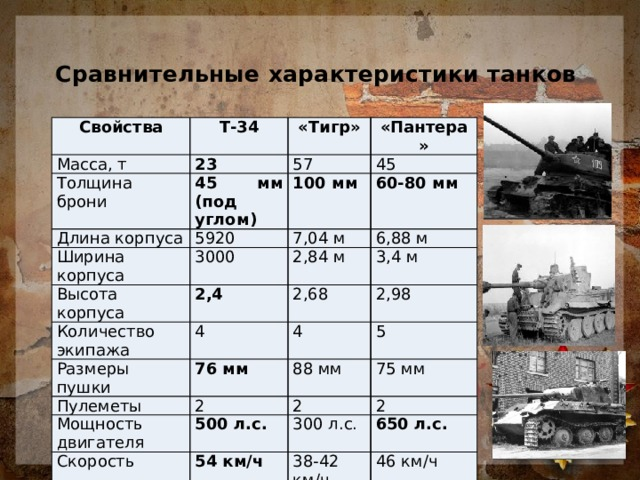 Сравнительные характеристики танков
Свойства Т-34 «Тигр» «Пантера
»
Масса, т 23 57 45
Толщина 45 мм 100 мм 60-80 мм
брони (под
углом)
Длина корпуса 5920 7,04 м 6,88 м
Ширина 3000 2,84 м 3,4 м
корпуса
Высота 2,4 2,68 2,98
корпуса
Количество 4 4 5
экипажа
Размеры 76 мм 88 мм 75 мм
пушки
Пулеметы 2 2 2
Мощность 500 л.с. 300 л.с. 650 л.с.
двигателя
Скорость 54 км/ч 38-42 46 км/ч
км/ч